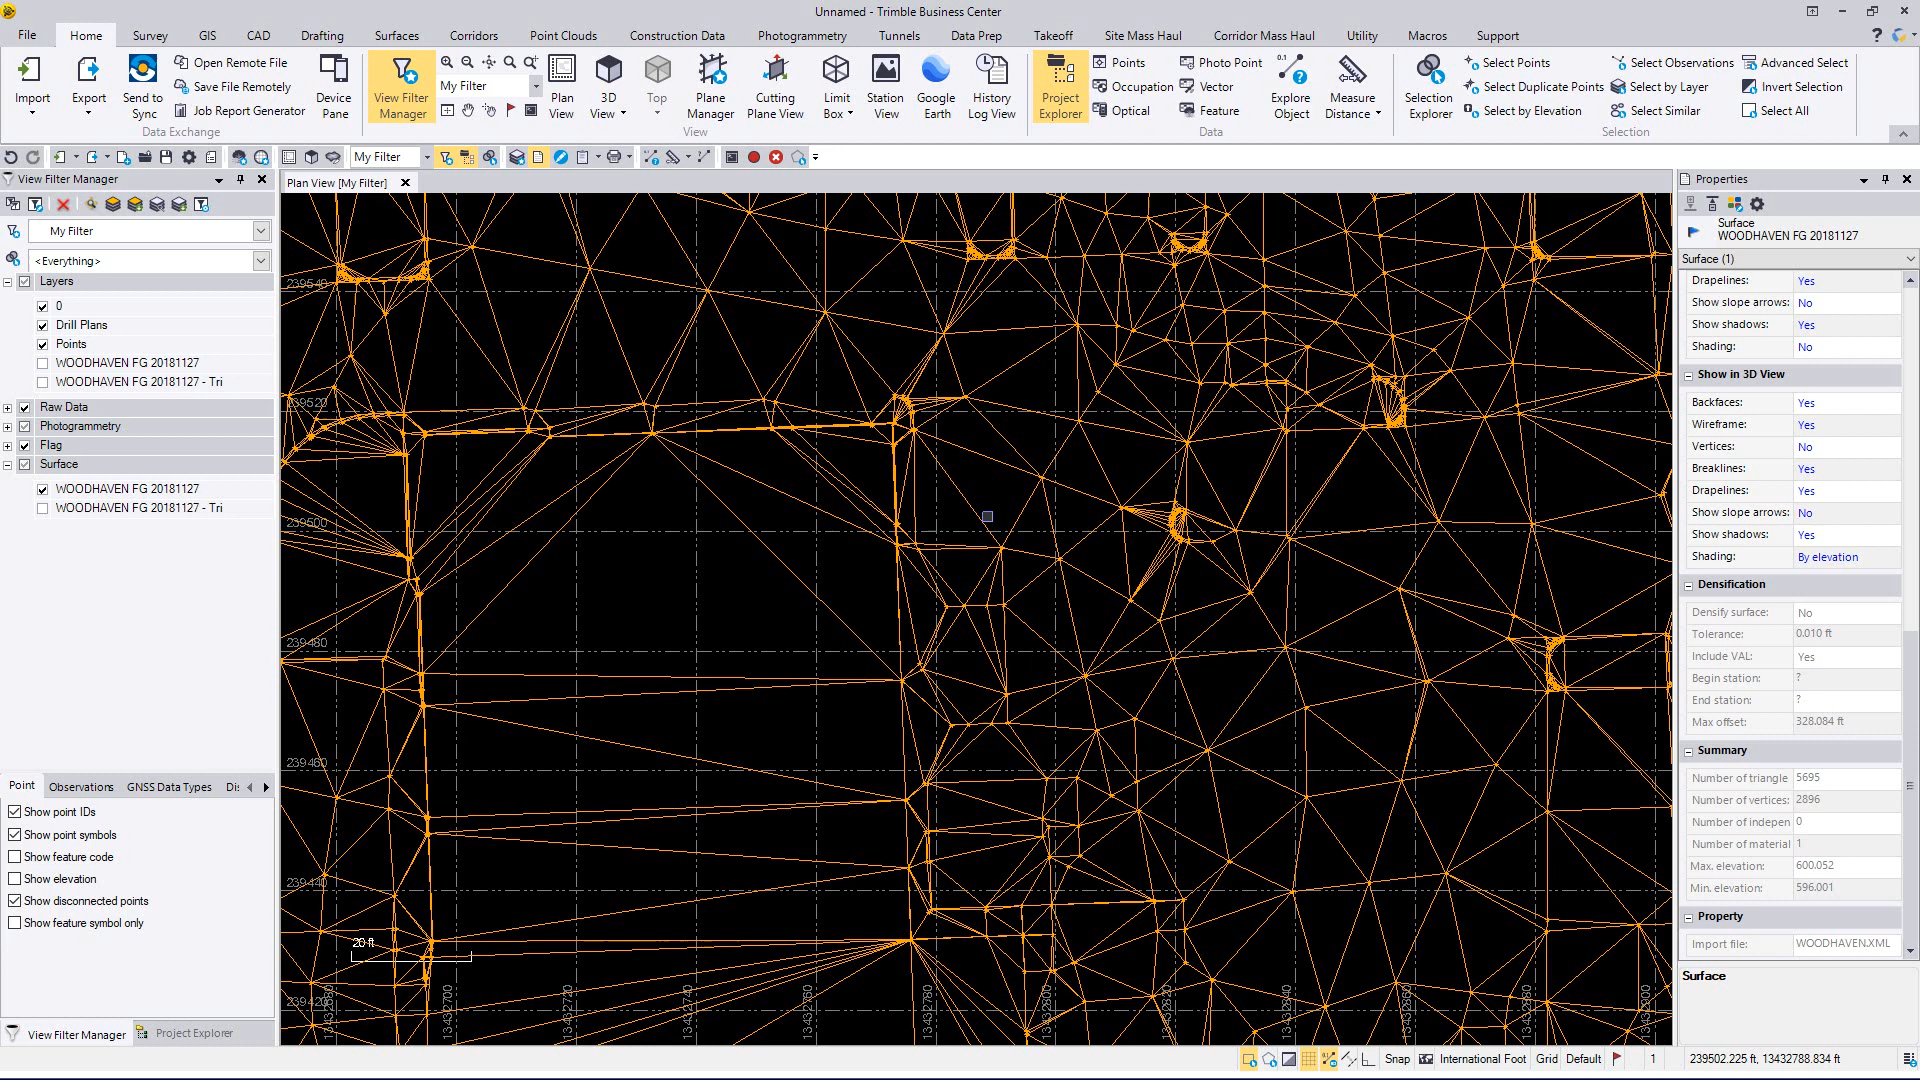 Unnamed - Trimble Business Center
File Home Survey GIS CAD Drafting Surfaces Corridors Point Clouds Construction Data Photogrammetry Tunnels Data Prep Takeoff Site Mass Haul Corridor Mass Haul Utility Macros Support
Import
Export
Send to Sync
Open Remote File
Save File Remotely
Job Report Generator
Device Pane
Data Exchange
View Filter Manager
My Filter
Plan View
3D View
Top
Plane Manager
Cutting Plane View
Limit Box
Station View
Google Earth
History Log View
View
Project Explorer
Points
Occupation
Optical
Photo Point
Vector
Feature
Explore Object
Measure Distance
Data
Selection Explorer
Select Points
Select Duplicate Points
Select by Elevation
Select Observations
Select by Layer
Select Similar
Advanced Select
Invert Selection
Select All
Selection
My Filter
View Filter Manager
My Filter
<Everything>
Layers
0
Drill Plans
Points
WOODHAVEN FG 20181127
WOODHAVEN FG 20181127 - Tri
Raw Data
Photogrammetry
Flag
Surface
WOODHAVEN FG 20181127
WOODHAVEN FG 20181127 - Tri
Point Observations GNSS Data Types Di
Show point IDs
Show point symbols
Show feature code
Show elevation
Show disconnected points
Show feature symbol only
View Filter Manager Project Explorer
Plan View [My Filter]
239540
239520
239500
239480
239460
239440
239420
20 ft
13432680
13432700
13432720
13432740
13432760
13432780
13432800
13432820
13432840
13432860
13432880
13432900
Properties
Surface
WOODHAVEN FG 20181127
Surface (1)
Drapelines: Yes
Show slope arrows: No
Show shadows: Yes
Shading: No
Show in 3D View
Backfaces: Yes
Wireframe: Yes
Vertices: No
Breaklines: Yes
Drapelines: Yes
Show slope arrows: No
Show shadows: Yes
Shading: By elevation
Densification
Densify surface: No
Tolerance: 0.010 ft
Include VAL: Yes
Begin station: ?
End station: ?
Max offset: 328.084 ft
Summary
Number of triangle 5695
Number of vertices: 2896
Number of indepen 0
Number of material 1
Max. elevation: 600.052
Min. elevation: 596.001
Property
Import file: WOODHAVEN.XML
Surface
Snap International Foot Grid Default 1 239502.225 ft, 13432788.834 ft